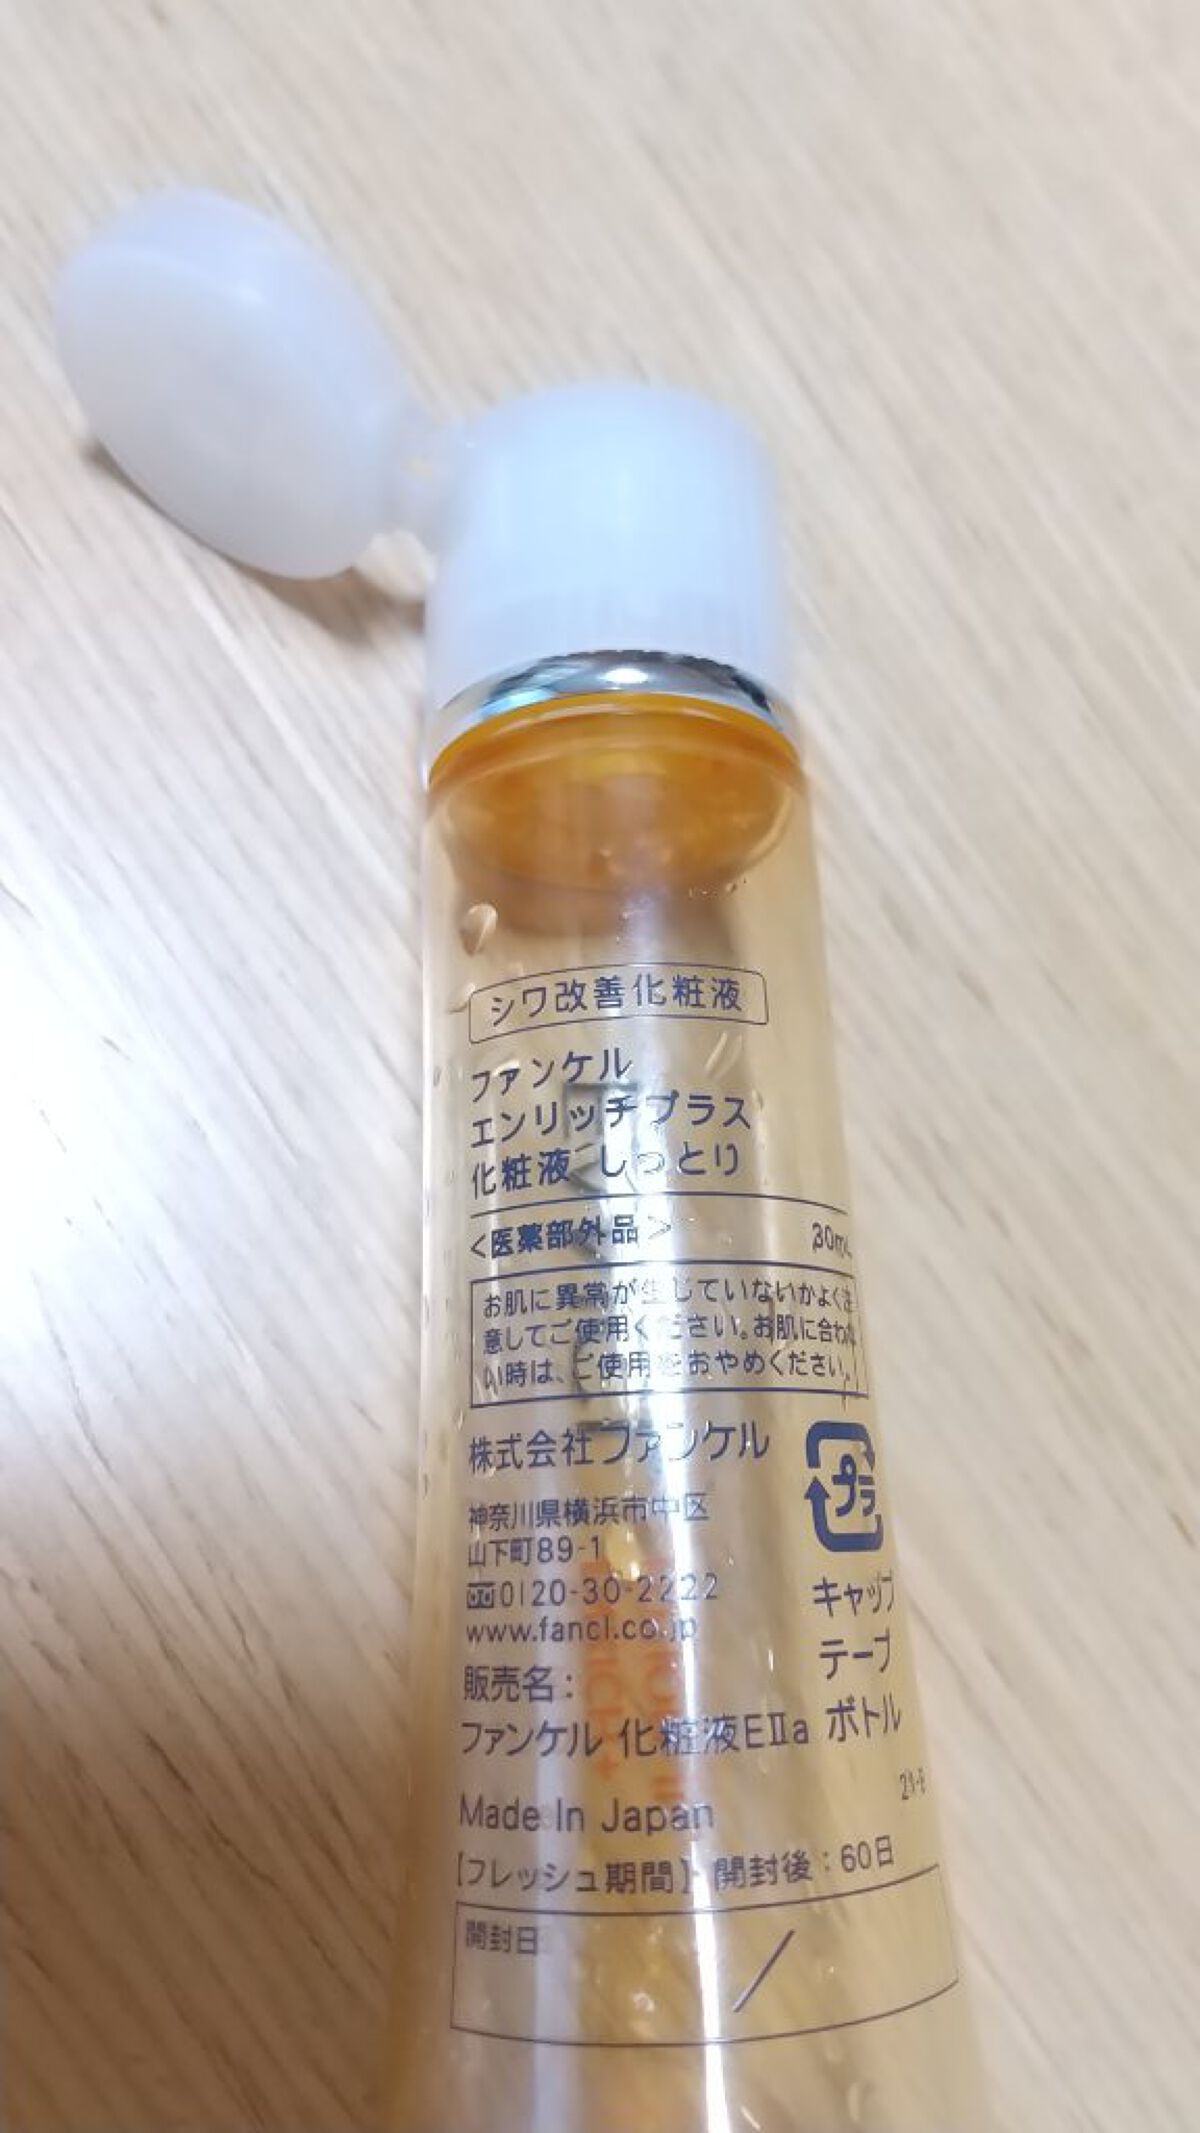 シワ改善化粧液
ファンケル
エンリッチプラス
化粧液 しっとり
<医薬部外品> 30mL
お肌に異常が生じていないかよく注
意してご使用ください。お肌に合わな
い時は、ご使用をおやめください。
株式会社ファンケル
神奈川県横浜市中区
山下町89-1
0120-30-2222
www.fancl.co.jp
販売名:
ファンケル 化粧液EⅡa
プラ
キャップ
テープ
ボトル
Made In Japan
【フレッシュ期間】 開封後:60日
開封日 /